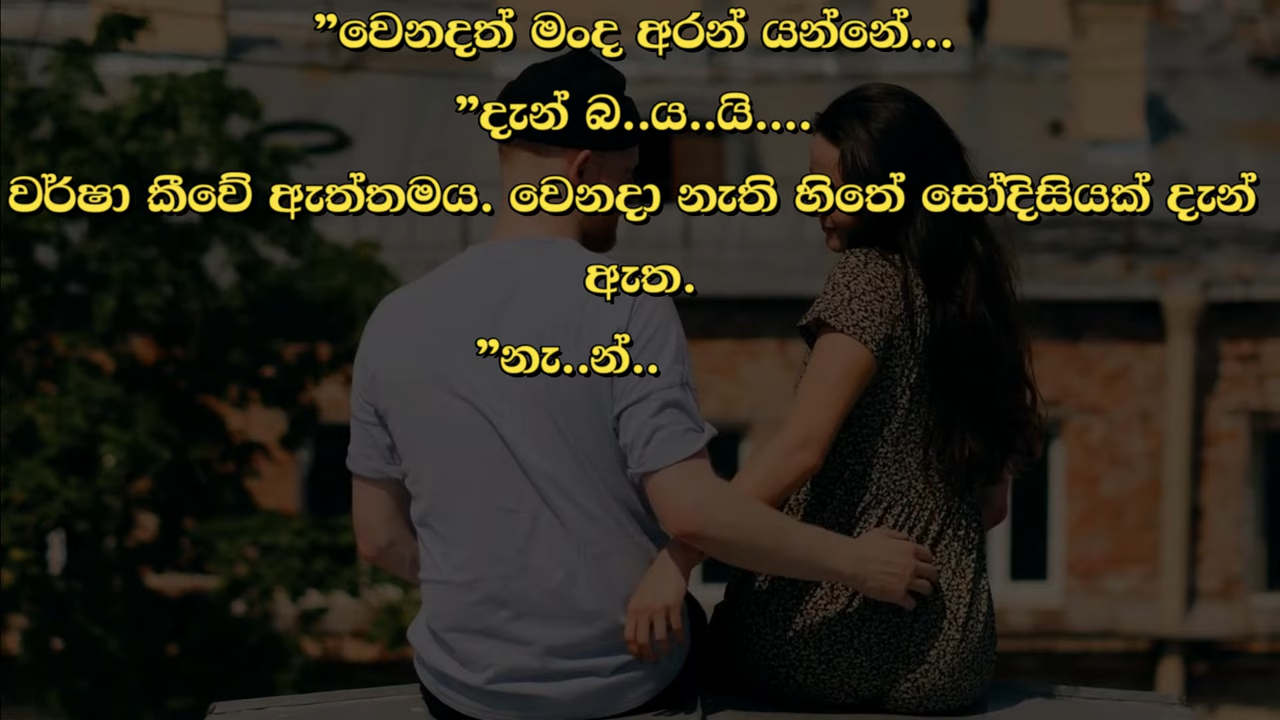 ”වෙනදත් මංද අරන් යන්නේ...
”දැන් බ..ය..යි....
වර්ෂා කීවේ ඇත්තමය. වෙනදා නැති හිතේ සෝදිසියක් දැන්
ඇත.
”නැ..න්..